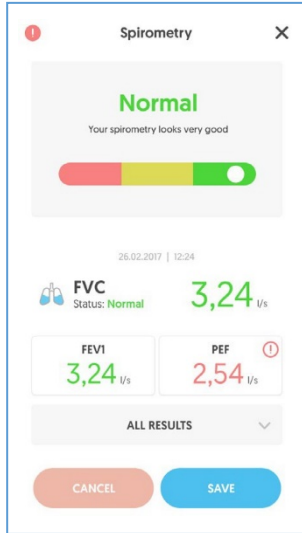 !
Spirometry
Normal
Your spirometry looks very good
26.02.2017 | 12:24
FVC
Status: Normal
3,24 l/s
FEV1
3,24 l/s
PEF
!
2,54 l/s
ALL RESULTS
CANCEL
SAVE